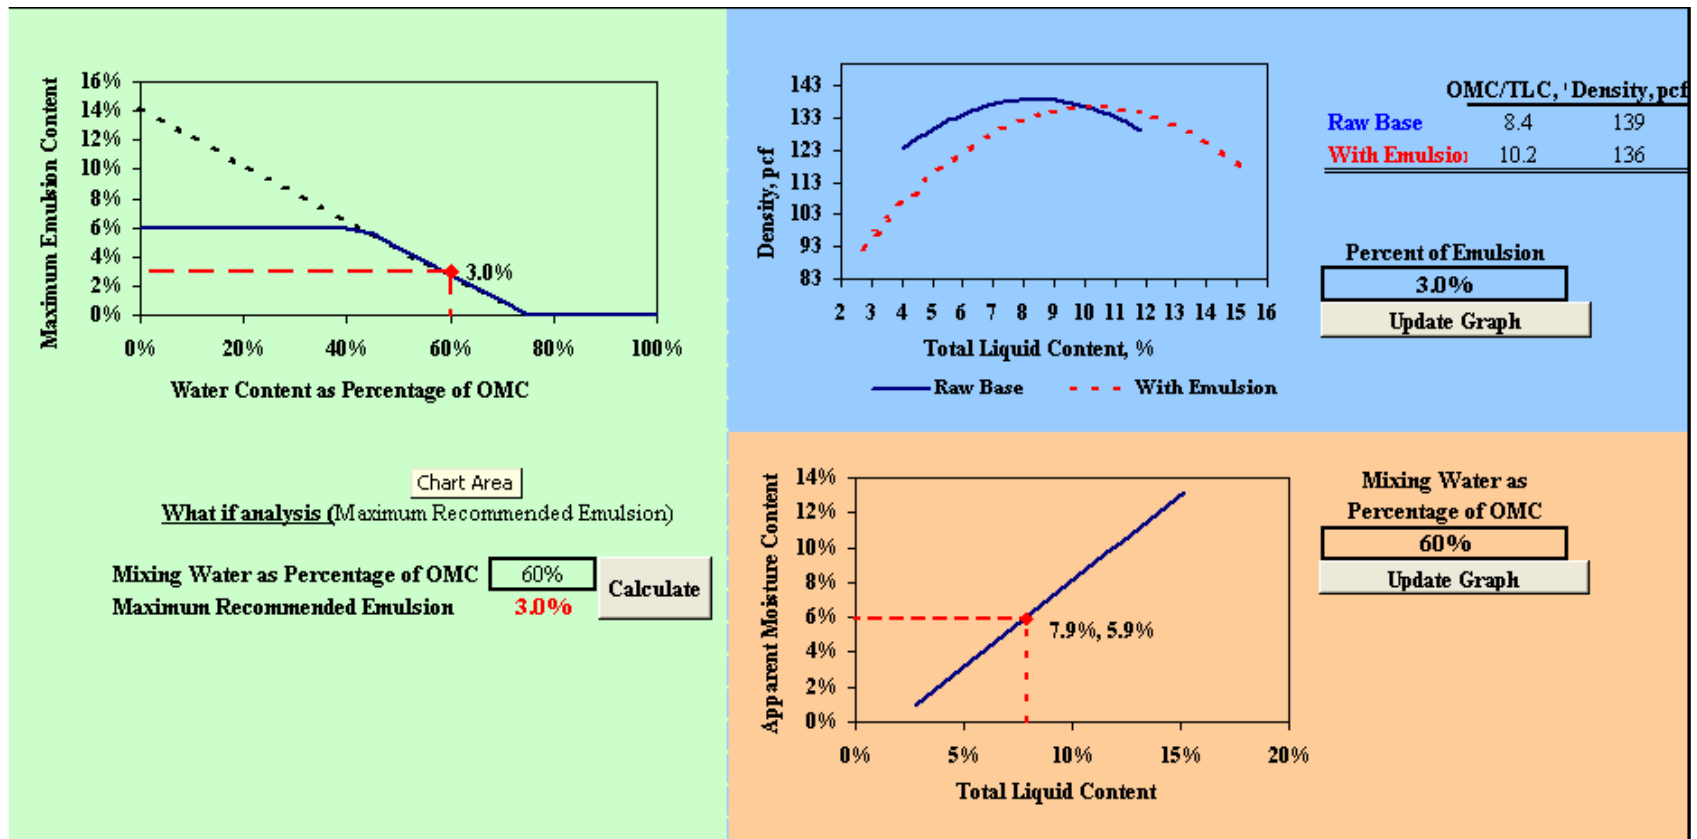 16%
14%
12%
10%
8%
6%
4%
2%
0%
Maximum Emulsion Content
3.0%
0% 20% 40% 60% 80% 100%
Water Content as Percentage of OMC
Chart Area
What if analysis (Maximum Recommended Emulsion)
Mixing Water as Percentage of OMC 60%
Calculate
Maximum Recommended Emulsion 3.0%
143
133
123
113
103
93
83
Density, pcf
2 3 4 5 6 7 8 9 10 11 12 13 14 15 16
Total Liquid Content, %
Raw Base With Emulsion
OMC/TLC, ' Density, pcf
Raw Base 8.4 139
With Emulsion 10.2 136
Percent of Emulsion
3.0%
Update Graph
14%
12%
10%
8%
6%
4%
2%
0%
Apparent Moisture Content
7.9%, 5.9%
0% 5% 10% 15% 20%
Total Liquid Content
Mixing Water as
Percentage of OMC
60%
Update Graph